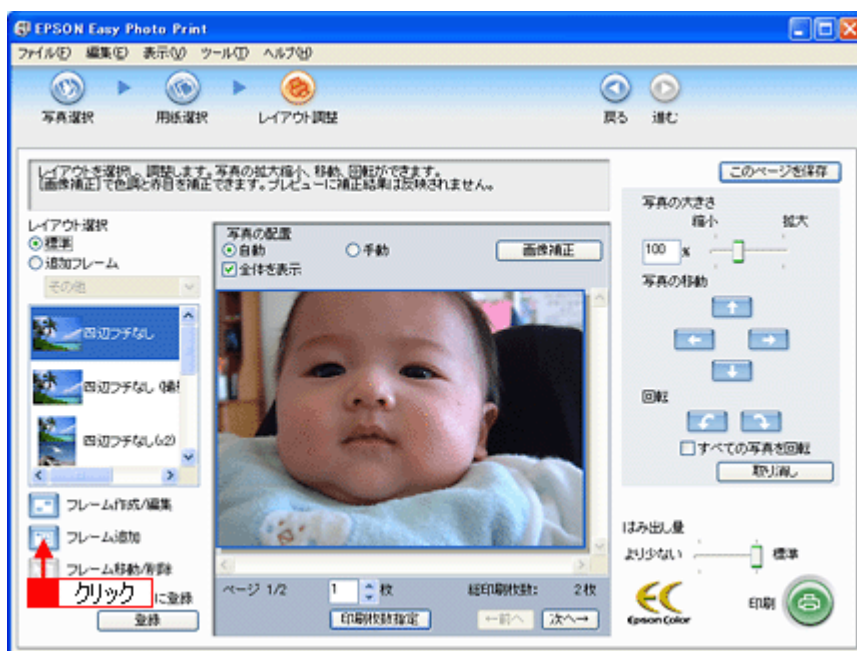 EPSON Easy Photo Print
ファイル(F) 編集(E) 表示(V) ツール(T) ヘルプ(H)
写真選択 用紙選択 レイアウト調整 戻る 進む
レイアウトを選択し、調整します。写真の拡大縮小、移動、回転ができます。
[画像補正]で色調と赤目を補正できます。プレビューに補正結果は反映されません。
このページを保存
レイアウト選択
標準
追加フレーム
その他
四辺フチなし
四辺フチなし
四辺フチなし(x2)
フレーム作成/編集
フレーム追加
フレーム移動/削除
クリック
に登録
登録
写真の配置
自動 手動 画像補正
全体を表示
ページ 1/2 1 枚 総印刷枚数: 2枚
印刷枚数指定 ←前へ 次へ→
写真の大きさ
縮小 拡大
100 %
写真の移動
回転
すべての写真を回転
取り消し
はみ出し量
より少ない 標準
Epson Color
印刷